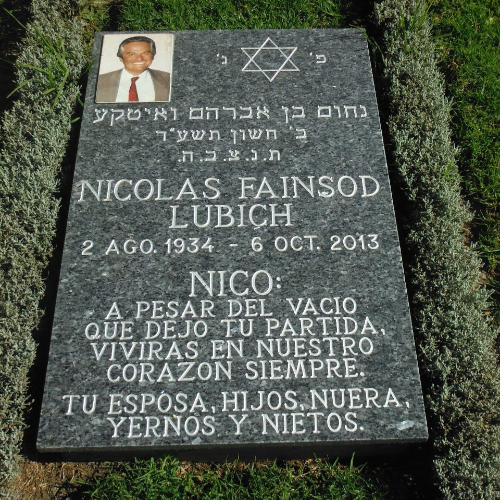 פ׳ נ׳
נחום בן אברהם ואיטקע
ב׳ חשון תשע״ד
ת.נ.צ.ב.ה.
NICOLAS FAINSOD
LUBICH
2 AGO. 1934 - 6 OCT. 2013
NICO:
A PESAR DEL VACIO
QUE DEJO TU PARTIDA,
VIVIRAS EN NUESTRO
CORAZON SIEMPRE.
TU ESPOSA, HIJOS, NUERA,
YERNOS Y NIETOS.